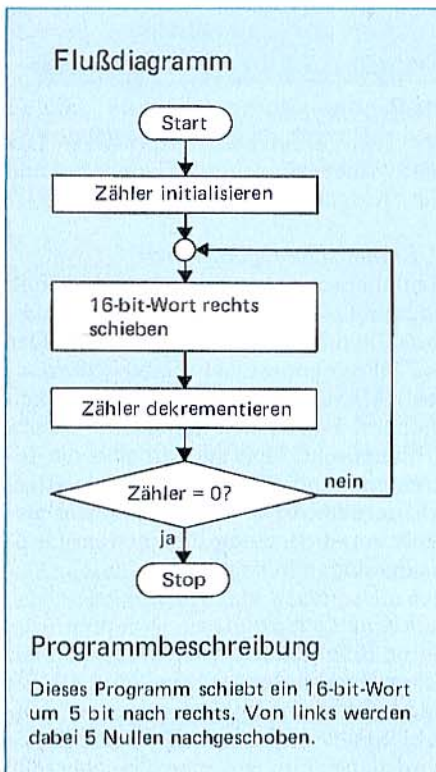 Flußdiagramm
Start
Zähler initialisieren
16-bit-Wort rechts
schieben
Zähler dekrementieren
Zähler = 0?
nein
ja
Stop
Programmbeschreibung
Dieses Programm schiebt ein 16-bit-Wort
um 5 bit nach rechts. Von links werden
dabei 5 Nullen nachgeschoben.